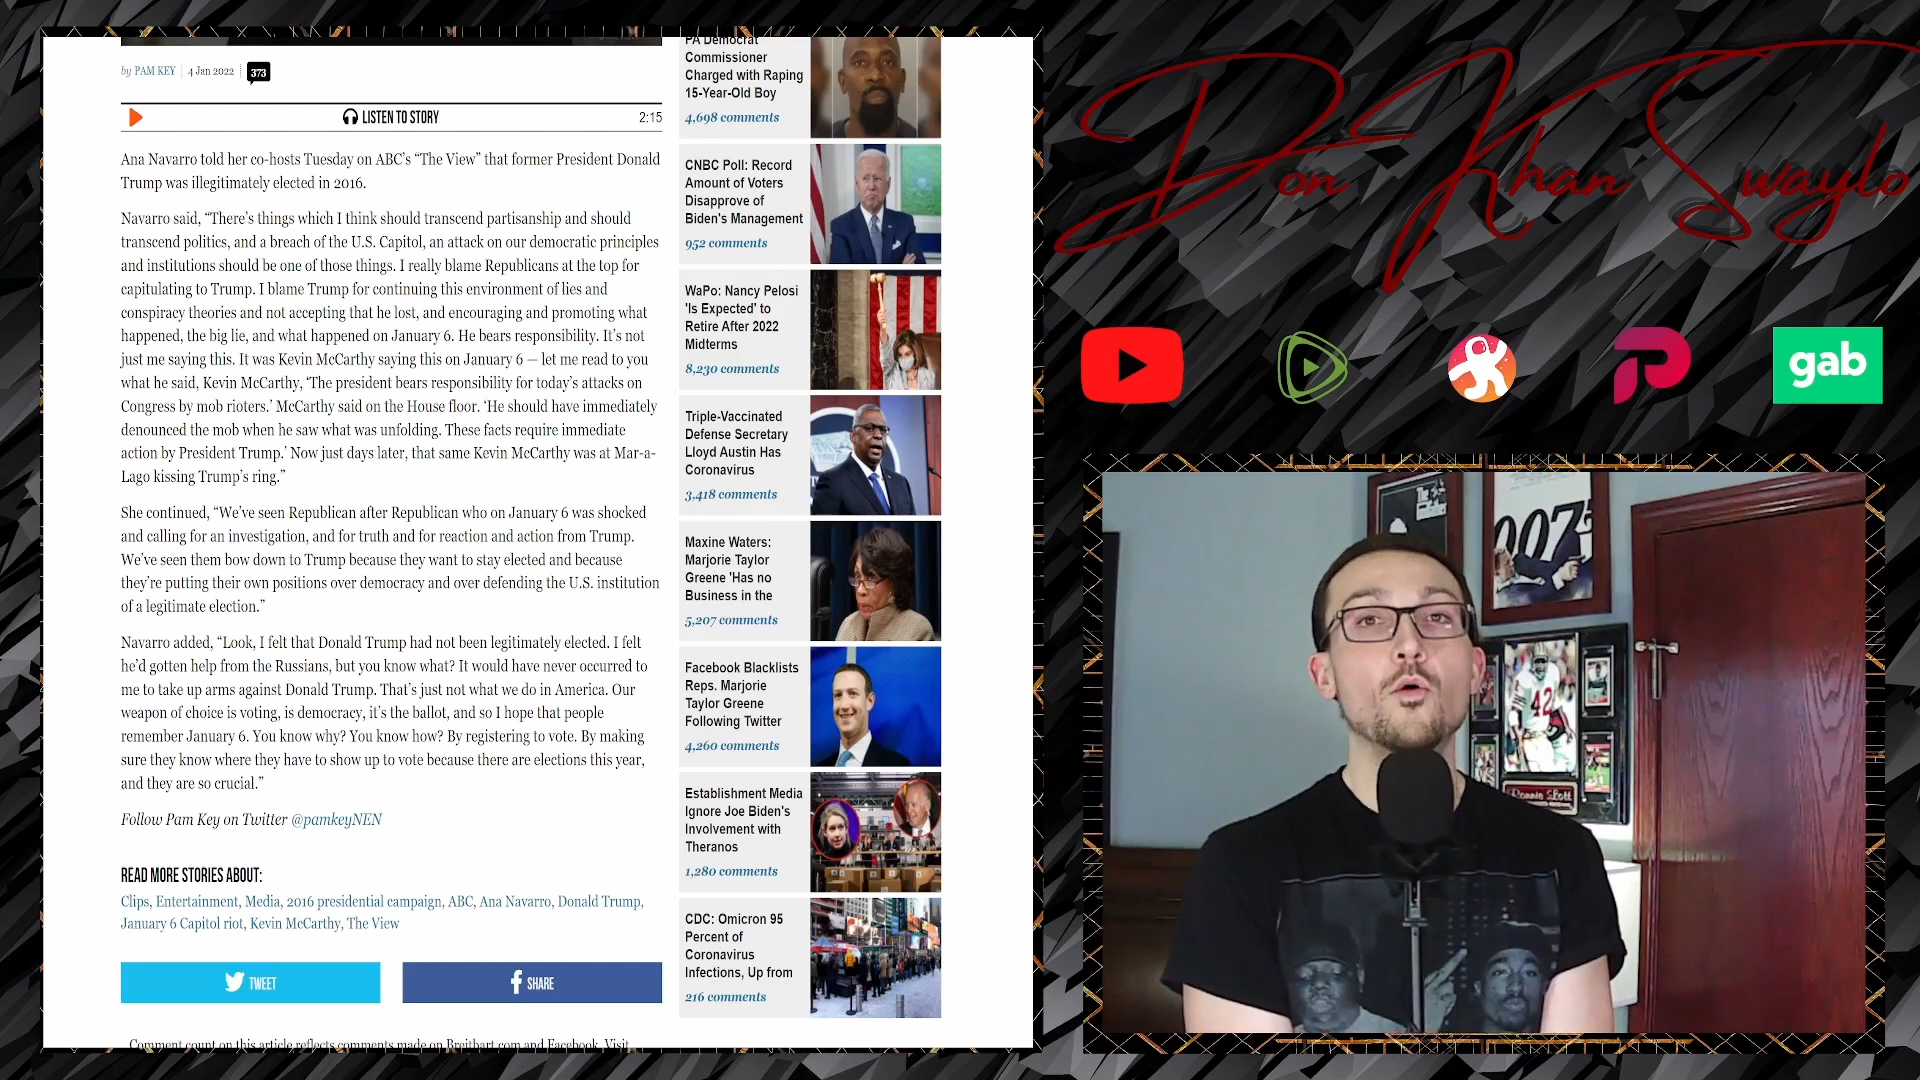 by PAM KEY 4 Jan 2022 373
LISTEN TO STORY 2:15
Ana Navarro told her co-hosts Tuesday on ABC's “The View” that former President Donald
Trump was illegitimately elected in 2016.
Navarro said, “There's things which I think should transcend partisanship and should
transcend politics, and a breach of the U.S. Capitol, an attack on our democratic principles
and institutions should be one of those things. I really blame Republicans at the top for
capitulating to Trump. I blame Trump for continuing this environment of lies and
conspiracy theories and not accepting that he lost, and encouraging and promoting what
happened, the big lie, and what happened on January 6. He bears responsibility. It's not
just me saying this. It was Kevin McCarthy saying this on January 6 — let me read to you
what he said, Kevin McCarthy, ‘The president bears responsibility for today's attacks on
Congress by mob rioters.’ McCarthy said on the House floor. ‘He should have immediately
denounced the mob when he saw what was unfolding. These facts require immediate
action by President Trump.’ Now just days later, that same Kevin McCarthy was at Mar-a-
Lago kissing Trump's ring.”
She continued, “We've seen Republican after Republican who on January 6 was shocked
and calling for an investigation, and for truth and for reaction and action from Trump.
We've seen them bow down to Trump because they want to stay elected and because
they're putting their own positions over democracy and over defending the U.S. institution
of a legitimate election.”
Navarro added, “Look, I felt that Donald Trump had not been legitimately elected. I felt
he'd gotten help from the Russians, but you know what? It would have never occurred to
me to take up arms against Donald Trump. That's just not what we do in America. Our
weapon of choice is voting, is democracy, it's the ballot, and so I hope that people
remember January 6. You know why? You know how? By registering to vote. By making
sure they know where they have to show up to vote because there are elections this year,
and they are so crucial.”
Follow Pam Key on Twitter @pamkeyNEN
READ MORE STORIES ABOUT:
Clips, Entertainment, Media, 2016 presidential campaign, ABC, Ana Navarro, Donald Trump,
January 6 Capitol riot, Kevin McCarthy, The View
TWEET
SHARE
Comment count on this article reflects comments made on Breitbart.com and Facebook. Visit
PA Democrat
Commissioner
Charged with Raping
15-Year-Old Boy
4,698 comments
CNBC Poll: Record
Amount of Voters
Disapprove of
Biden's Management
952 comments
WaPo: Nancy Pelosi
'Is Expected' to
Retire After 2022
Midterms
8,230 comments
Triple-Vaccinated
Defense Secretary
Lloyd Austin Has
Coronavirus
3,418 comments
Maxine Waters:
Marjorie Taylor
Greene 'Has no
Business in the
5,207 comments
Facebook Blacklists
Reps. Marjorie
Taylor Greene
Following Twitter
4,260 comments
Establishment Media
Ignore Joe Biden's
Involvement with
Theranos
1,280 comments
CDC: Omicron 95
Percent of
Coronavirus
Infections, Up from
216 comments
Don Khan Swaylo
gab
007
42
Ronnie Lott